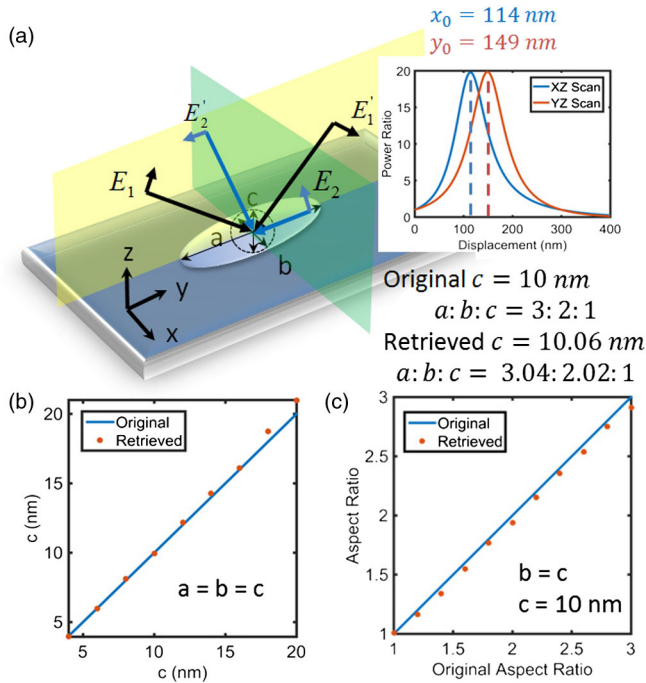 (a)
x₀ = 114 nm
y₀ = 149 nm
E₁
E₂'
E₁'
E₂
c
a
b
z
y
x
20
15
10
5
0
Power Ratio
XZ Scan
YZ Scan
0 100 200 300 400
Displacement (nm)
Original c = 10 nm
a: b: c = 3: 2: 1
Retrieved c = 10.06 nm
a: b: c = 3.04: 2.02: 1
(b)
20
15
10
5
c (nm)
Original
Retrieved
a = b = c
5 10 15 20
c (nm)
(c)
3
2.5
2
1.5
1
Aspect Ratio
Original
Retrieved
b = c
c = 10 nm
1 1.5 2 2.5 3
Original Aspect Ratio